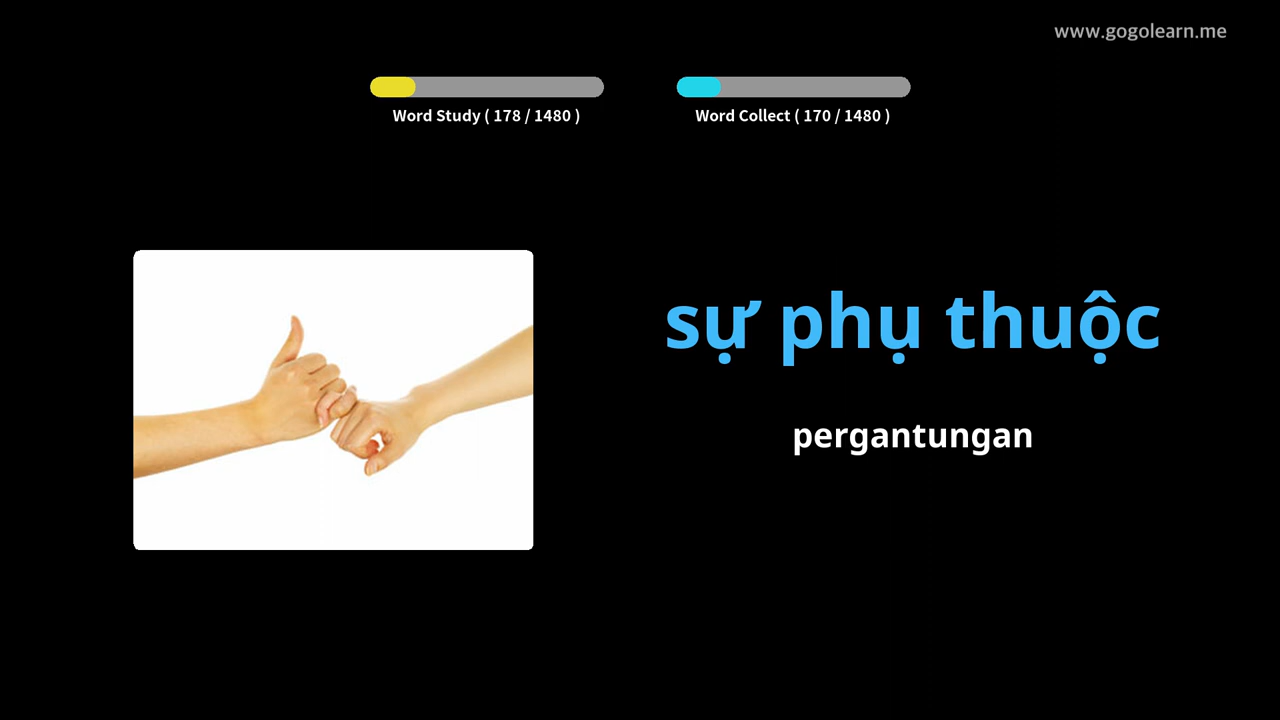 www.gogolearn.me
Word Study ( 178 / 1480 )
Word Collect ( 170 / 1480 )
sự phụ thuộc
pergantungan